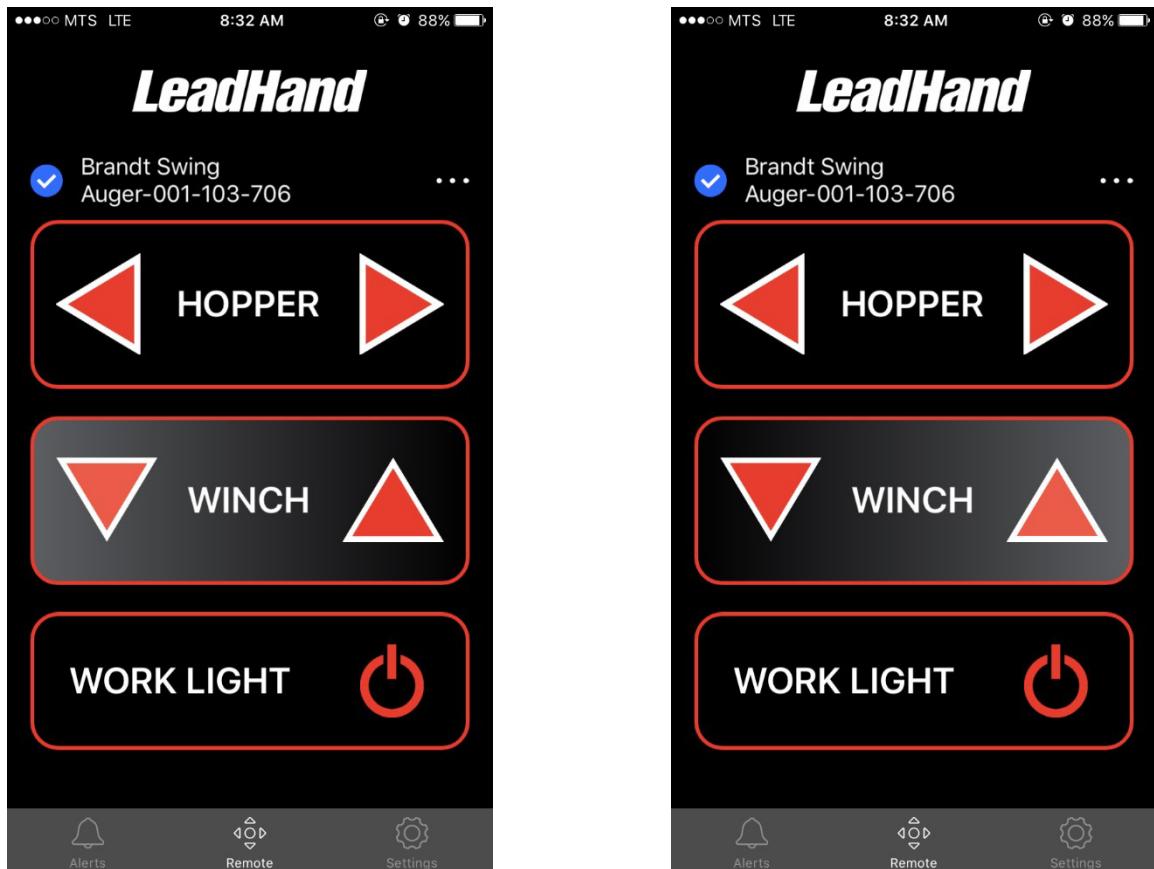 MTS LTE 8:32 AM 88%
LeadHand
Brandt Swing
Auger-001-103-706
HOPPER
WINCH
WORK LIGHT
Alerts Remote Settings
MTS LTE 8:32 AM 88%
LeadHand
Brandt Swing
Auger-001-103-706
HOPPER
WINCH
WORK LIGHT
Alerts Remote Settings